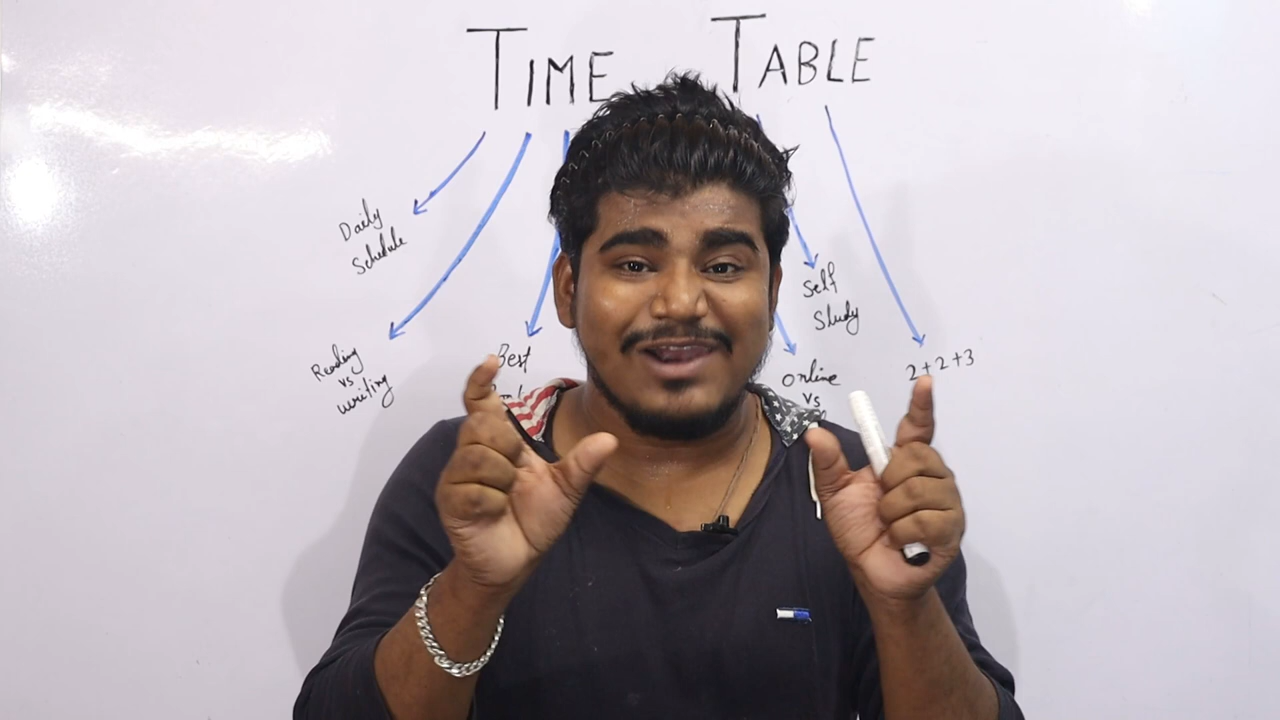 TIME TABLE
Daily
Schedule
Reading
vs
writing
Best
Self
Study
online
vs
2+2+3